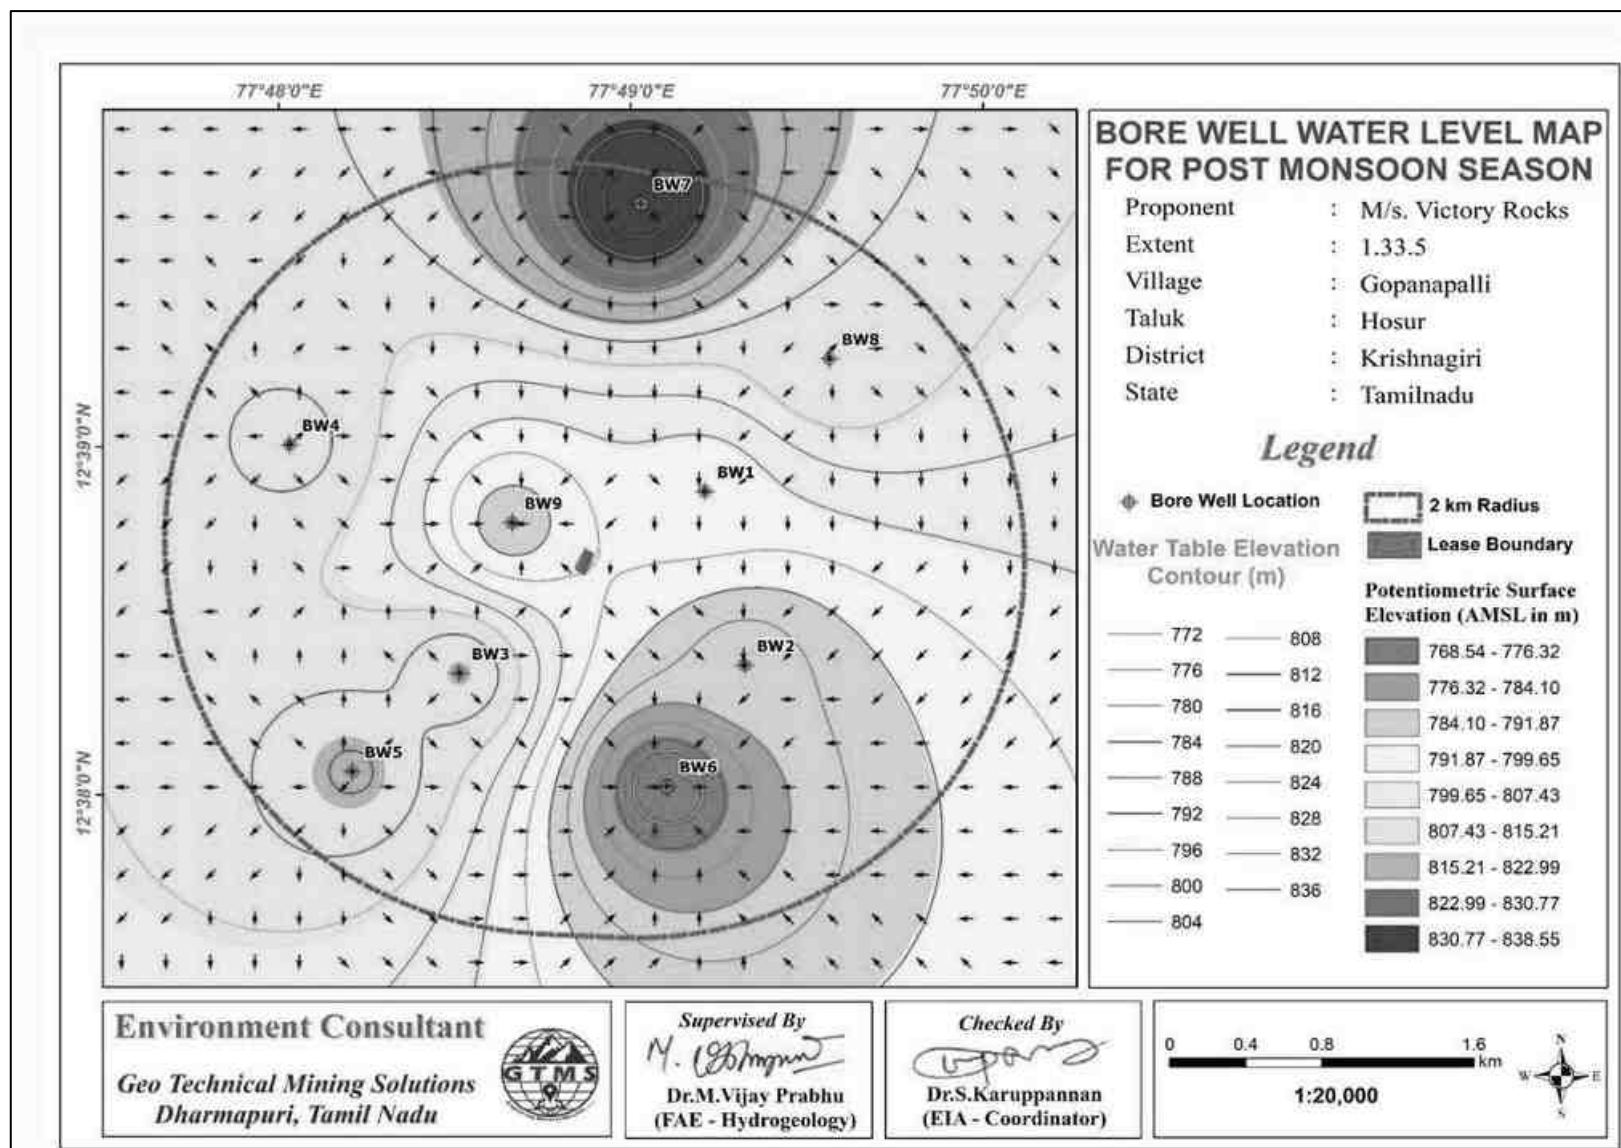 77°48'0"E
77°49'0"E
77°50'0"E
12°39'0"N
12°38'0"N
BW7
BW8
BW4
BW1
BW9
BW2
BW3
BW5
BW6
BORE WELL WATER LEVEL MAP
FOR POST MONSOON SEASON
Proponent : M/s. Victory Rocks
Extent : 1.33.5
Village : Gopanapalli
Taluk : Hosur
District : Krishnagiri
State : Tamilnadu
Legend
Bore Well Location
2 km Radius
Lease Boundary
Water Table Elevation
Contour (m)
772
776
780
784
788
792
796
800
804
808
812
816
820
824
828
832
836
Potentiometric Surface
Elevation (AMSL in m)
768.54 - 776.32
776.32 - 784.10
784.10 - 791.87
791.87 - 799.65
799.65 - 807.43
807.43 - 815.21
815.21 - 822.99
822.99 - 830.77
830.77 - 838.55
Environment Consultant
Geo Technical Mining Solutions
Dharmapuri, Tamil Nadu
GTMS
Supervised By
Dr.M.Vijay Prabhu
(FAE - Hydrogeology)
Checked By
Dr.S.Karuppannan
(EIA - Coordinator)
0 0.4 0.8 1.6
km
1:20,000
N
W E
S